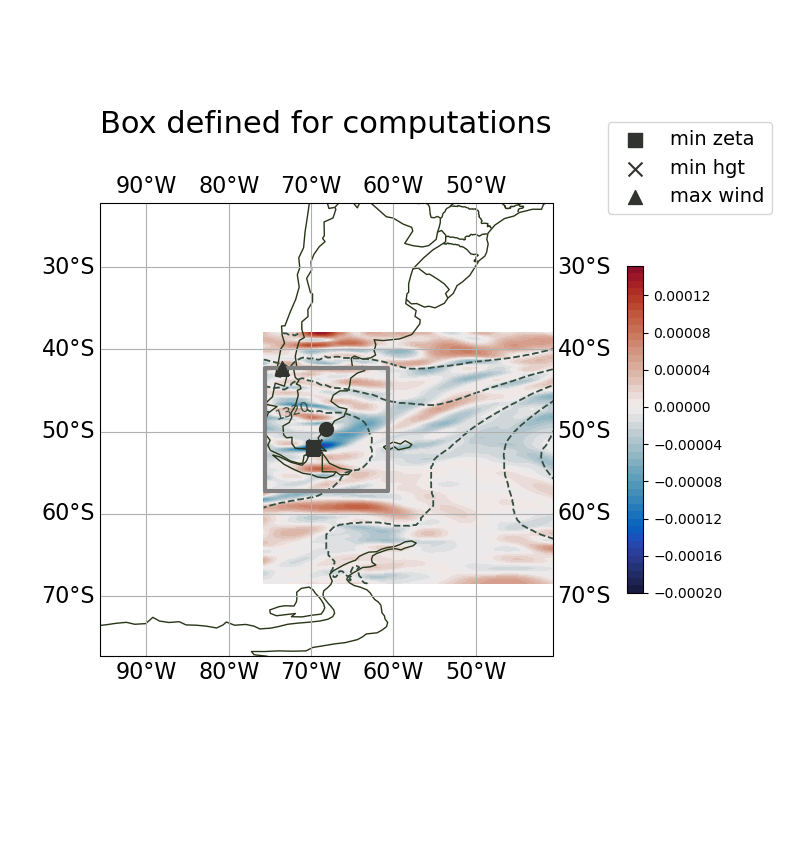 Box defined for computations
min zeta
min hgt
max wind
90°W 80°W 70°W 60°W 50°W
30°S 30°S
40°S 40°S
50°S 50°S
60°S 60°S
70°S 70°S
1320
90°W 80°W 70°W 60°W 50°W
0.00012
0.00008
0.00004
0.00000
−0.00004
−0.00008
−0.00012
−0.00016
−0.00020